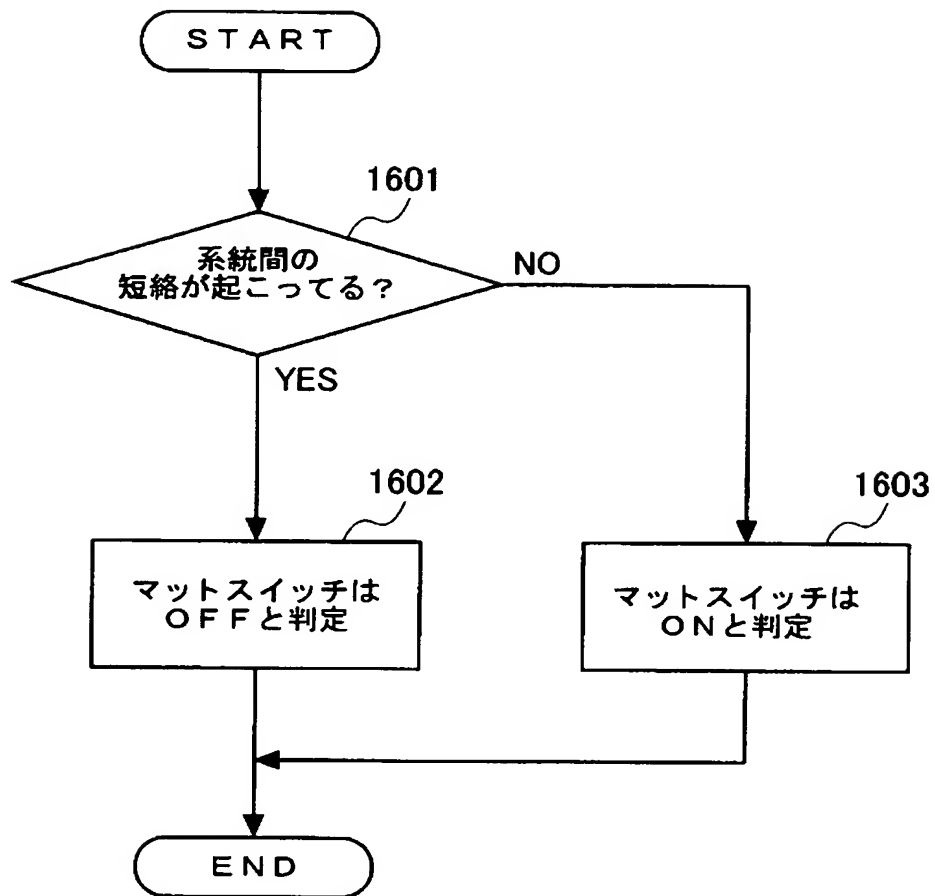 ＳＴＡＲＴ
1601
系統間の
短絡が起こってる？
NO
YES
1602
1603
マットスイッチは
ＯＦＦと判定
マットスイッチは
ＯＮと判定
ＥＮＤ